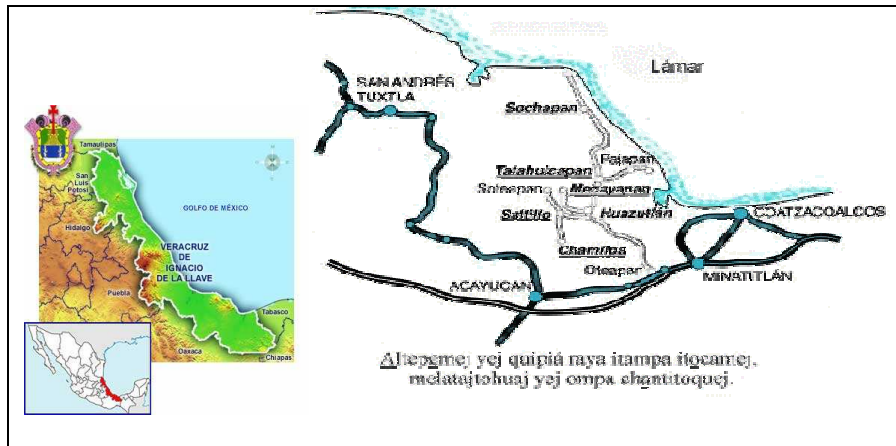 Tamaulipas
San
Luis
Potosí
GOLFO DE MÉXICO
Hidalgo
VERACRUZ
DE
IGNACIO
DE LA LLAVE
Puebla
Tabasco
Oaxaca
Chiapas
Lámar
SAN ANDRÉS
TUXTLA
Sochapan
Pajapan
Tatahuicapan
Soteapan
Mecayapan
Saltillo
Huazuntlán
COATZACOALCOS
Chamilpa
Oteapan
MINATITLÁN
ACAYUCAN
Altepemej yej quipiá raya itampa itocamej,
melatajtohuaj yej ompa chantitoquej.